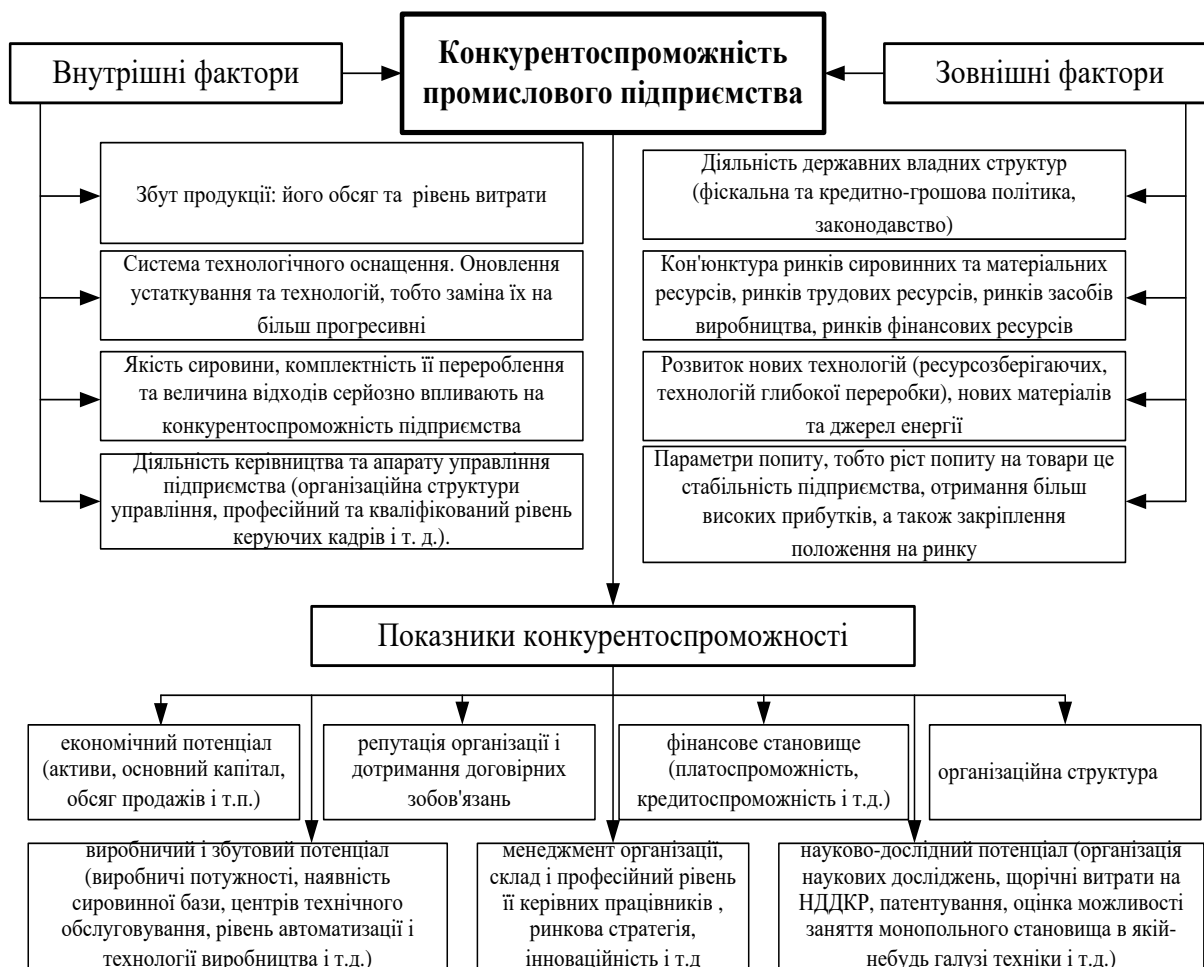 Внутрішні фактори
Конкурентоспроможність
промислового підприємства
Зовнішні фактори
Збут продукції: його обсяг та рівень витрати
Система технологічного оснащення. Оновлення
устаткування та технологій, тобто заміна їх на
більш прогресивні
Якість сировини, комплектність її перероблення
та величина відходів серйозно впливають на
конкурентоспроможність підприємства
Діяльність керівництва та апарату управління
підприємства (організаційна структури
управління, професійний та кваліфікований рівень
керуючих кадрів і т. д.).
Діяльність державних владних структур
(фіскальна та кредитно-грошова політика,
законодавство)
Кон'юнктура ринків сировинних та матеріальних
ресурсів, ринків трудових ресурсів, ринків засобів
виробництва, ринків фінансових ресурсів
Розвиток нових технологій (ресурсозберігаючих,
технологій глибокої переробки), нових матеріалів
та джерел енергії
Параметри попиту, тобто ріст попиту на товари це
стабільність підприємства, отримання більш
високих прибутків, а також закріплення
положення на ринку
Показники конкурентоспроможності
економічний потенціал
(активи, основний капітал,
обсяг продажів і т.п.)
репутація організації і
дотримання договірних
зобов'язань
фінансове становище
(платоспроможність,
кредитоспроможність і т.д.)
організаційна структура
виробничий і збутовий потенціал
(виробничі потужності, наявність
сировинної бази, центрів технічного
обслуговування, рівень автоматизації і
технології виробництва і т.д.)
менеджмент організації,
склад і професійний рівень
її керівних працівників ,
ринкова стратегія,
інноваційність і т.д
науково-дослідний потенціал (організація
наукових досліджень, щорічні витрати на
НДДКР, патентування, оцінка можливості
заняття монопольного становища в якій-
небудь галузі техніки і т.д.)